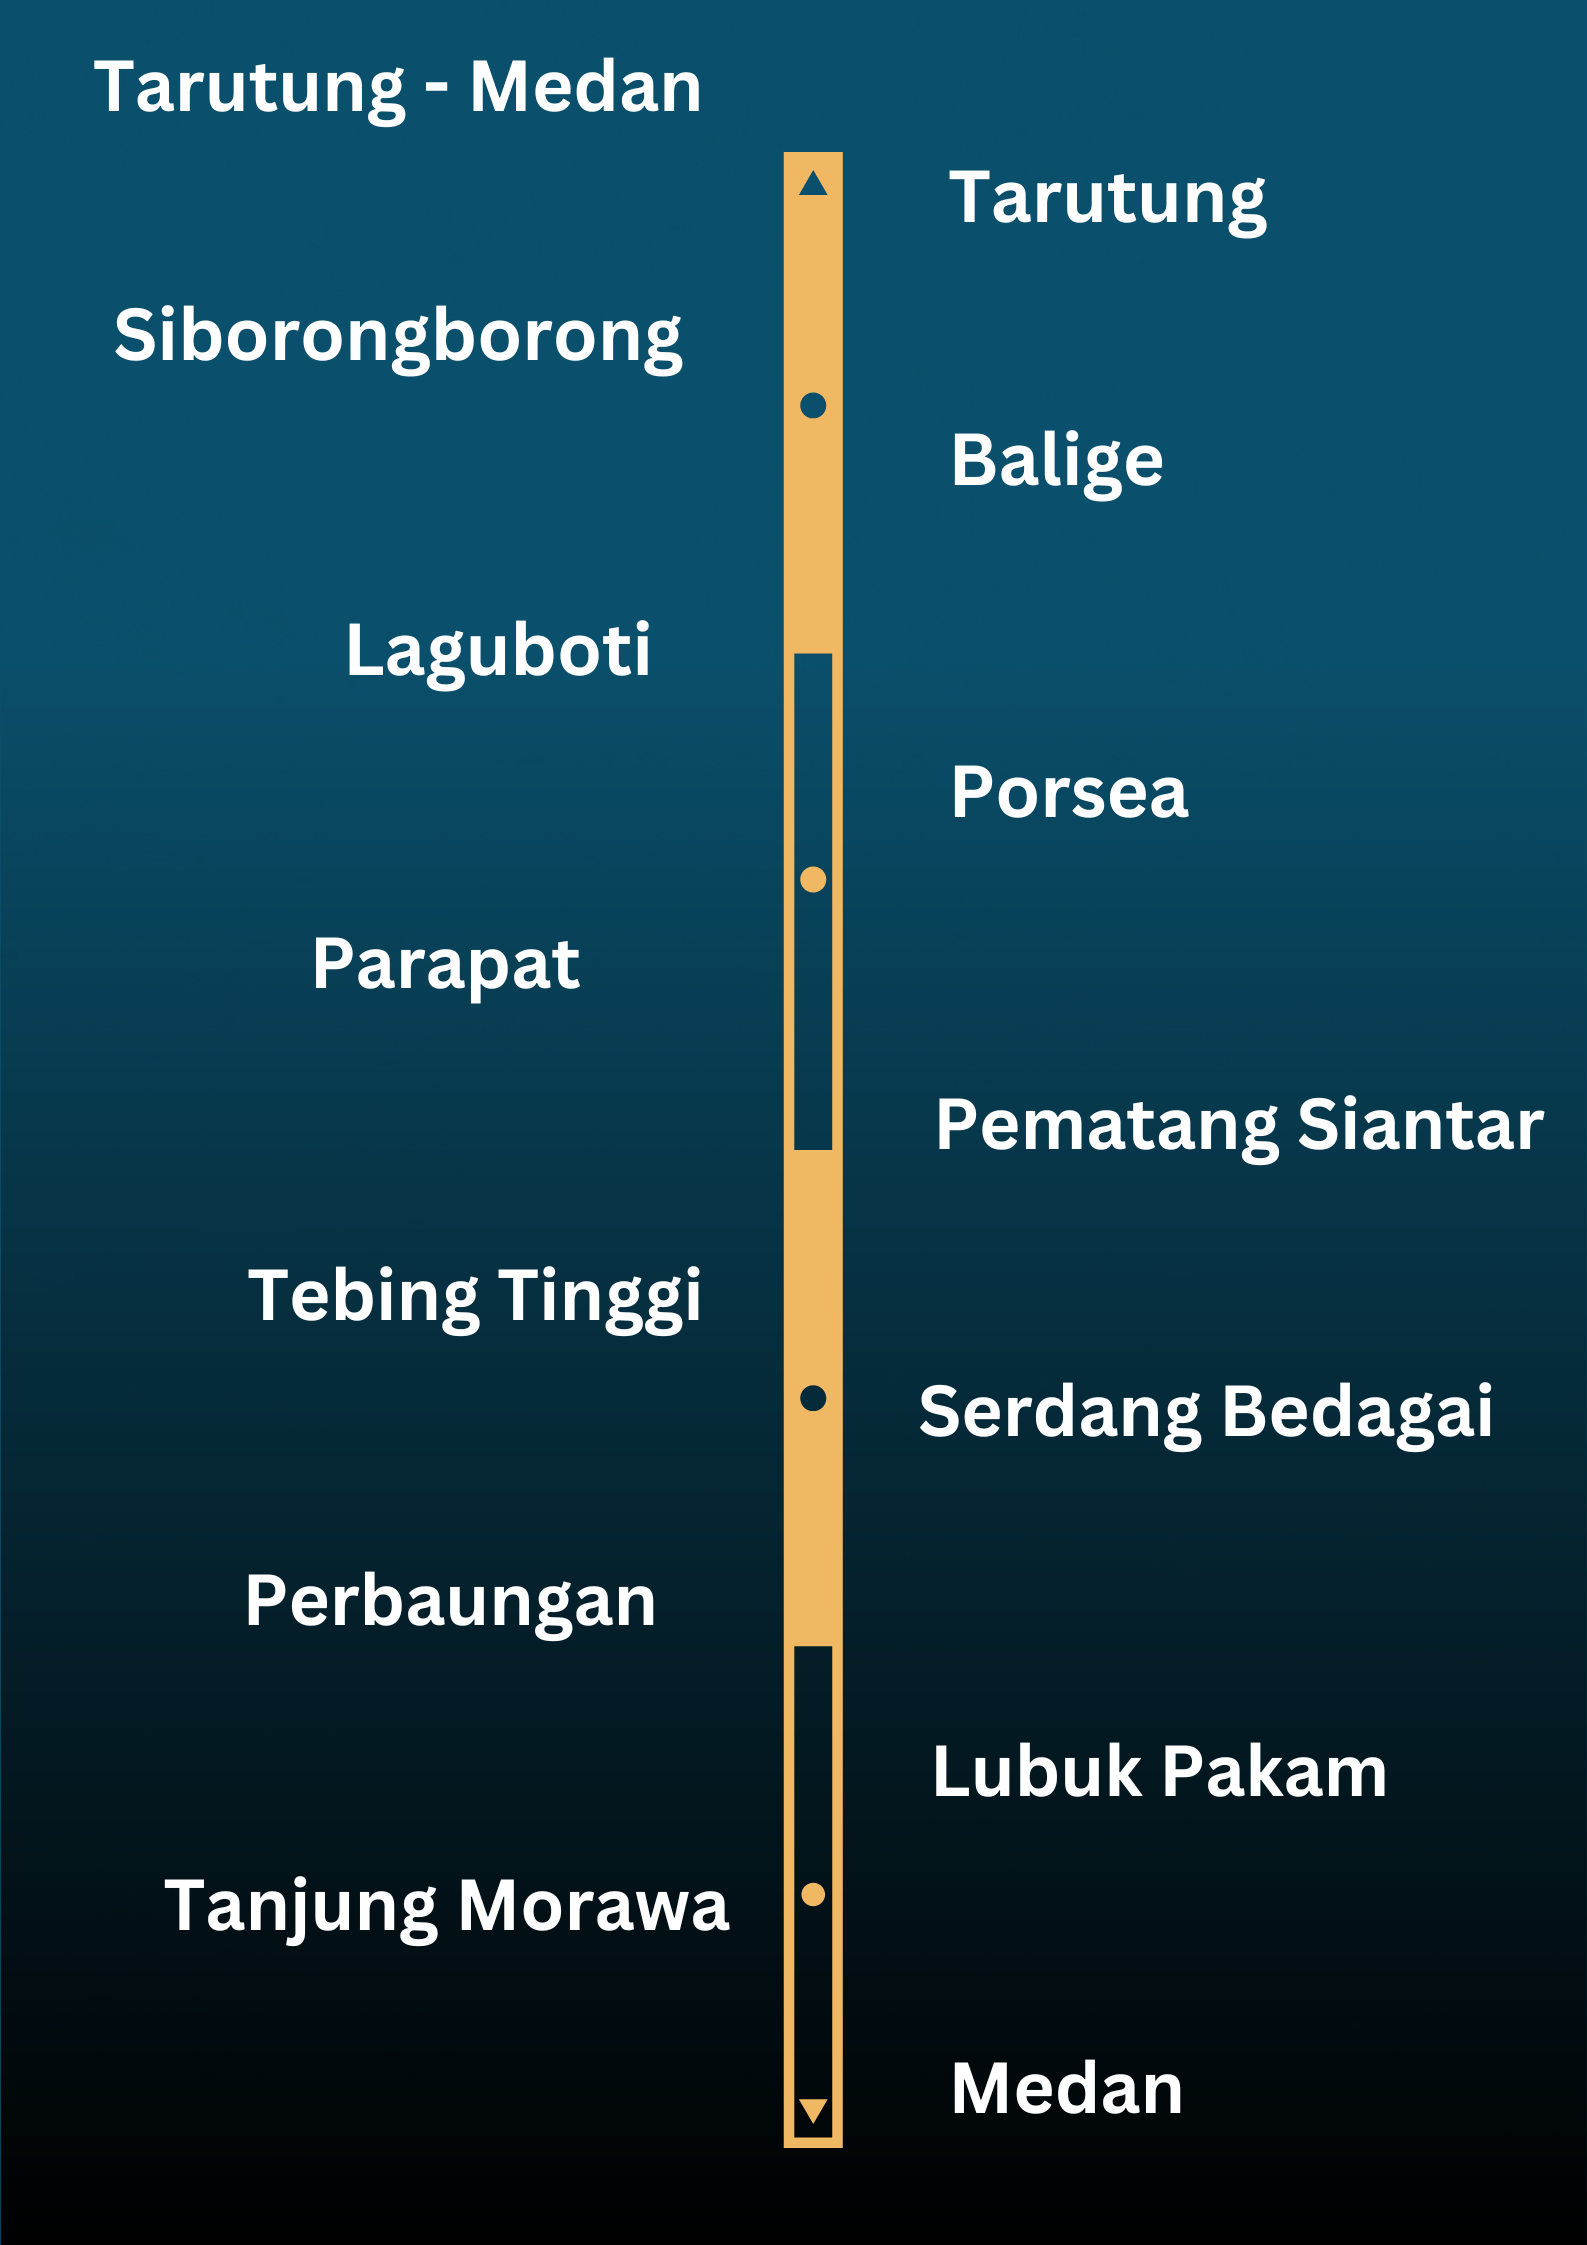 Tarutung - Medan
Tarutung
Siborongborong
Balige
Laguboti
Porsea
Parapat
Pematang Siantar
Tebing Tinggi
Serdang Bedagai
Perbaungan
Lubuk Pakam
Tanjung Morawa
Medan